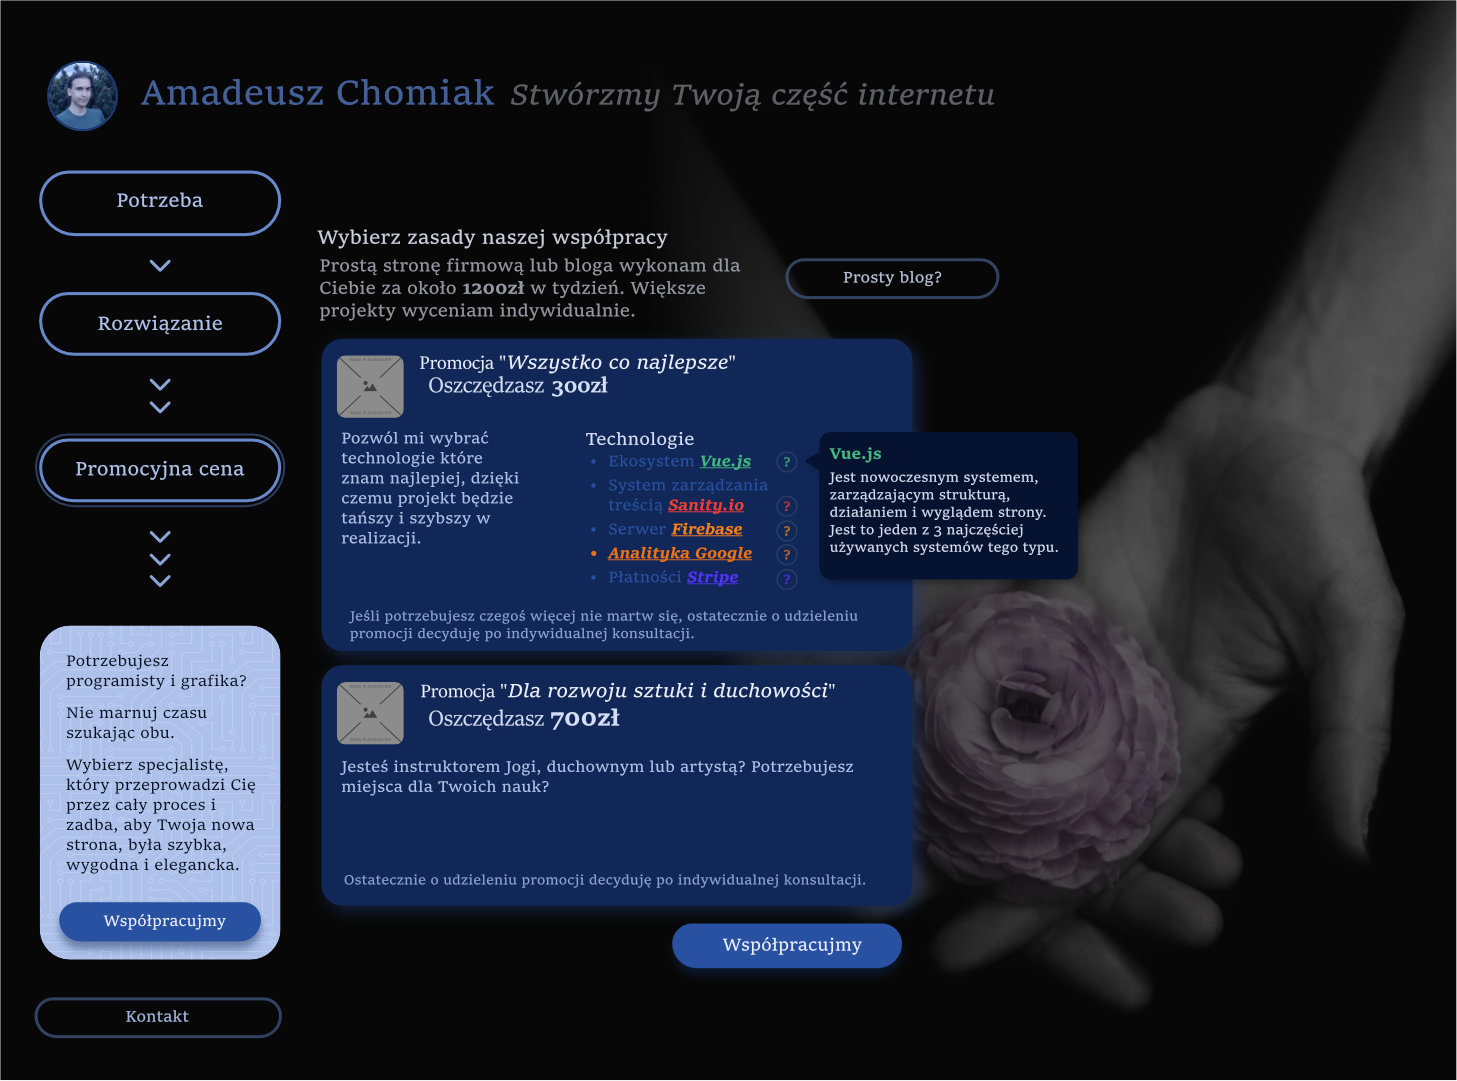 Amadeusz Chomiak Stwórzmy Twoją część internetu
Potrzeba
Rozwiązanie
Promocyjna cena
Potrzebujesz
programisty i grafika?
Nie marnuj czasu
szukając obu.
Wybierz specjalistę,
który przeprowadzi Cię
przez cały proces i
zadba, aby Twoja nowa
strona, była szybka,
wygodna i elegancka.
Współpracujmy
Kontakt
Wybierz zasady naszej współpracy
Prostą stronę firmową lub bloga wykonam dla
Ciebie za około 1200zł w tydzień. Większe
projekty wyceniam indywidualnie.
Prosty blog?
IMAGE PLACEHOLDER
IMAGE PLACEHOLDER
Promocja "Wszystko co najlepsze"
Oszczędzasz 300zł
Pozwól mi wybrać
technologie które
znam najlepiej, dzięki
czemu projekt będzie
tańszy i szybszy w
realizacji.
Technologie
• Ekosystem Vue.js ?
• System zarządzania
treścią Sanity.io ?
• Serwer Firebase ?
• Analityka Google ?
• Płatności Stripe ?
Vue.js
Jest nowoczesnym systemem,
zarządzającym strukturą,
działaniem i wyglądem strony.
Jest to jeden z 3 najczęściej
używanych systemów tego typu.
Jeśli potrzebujesz czegoś więcej nie martw się, ostatecznie o udzieleniu
promocji decyduję po indywidualnej konsultacji.
IMAGE PLACEHOLDER
IMAGE PLACEHOLDER
Promocja "Dla rozwoju sztuki i duchowości"
Oszczędzasz 700zł
Jesteś instruktorem Jogi, duchownym lub artystą? Potrzebujesz
miejsca dla Twoich nauk?
Ostatecznie o udzieleniu promocji decyduję po indywidualnej konsultacji.
Współpracujmy